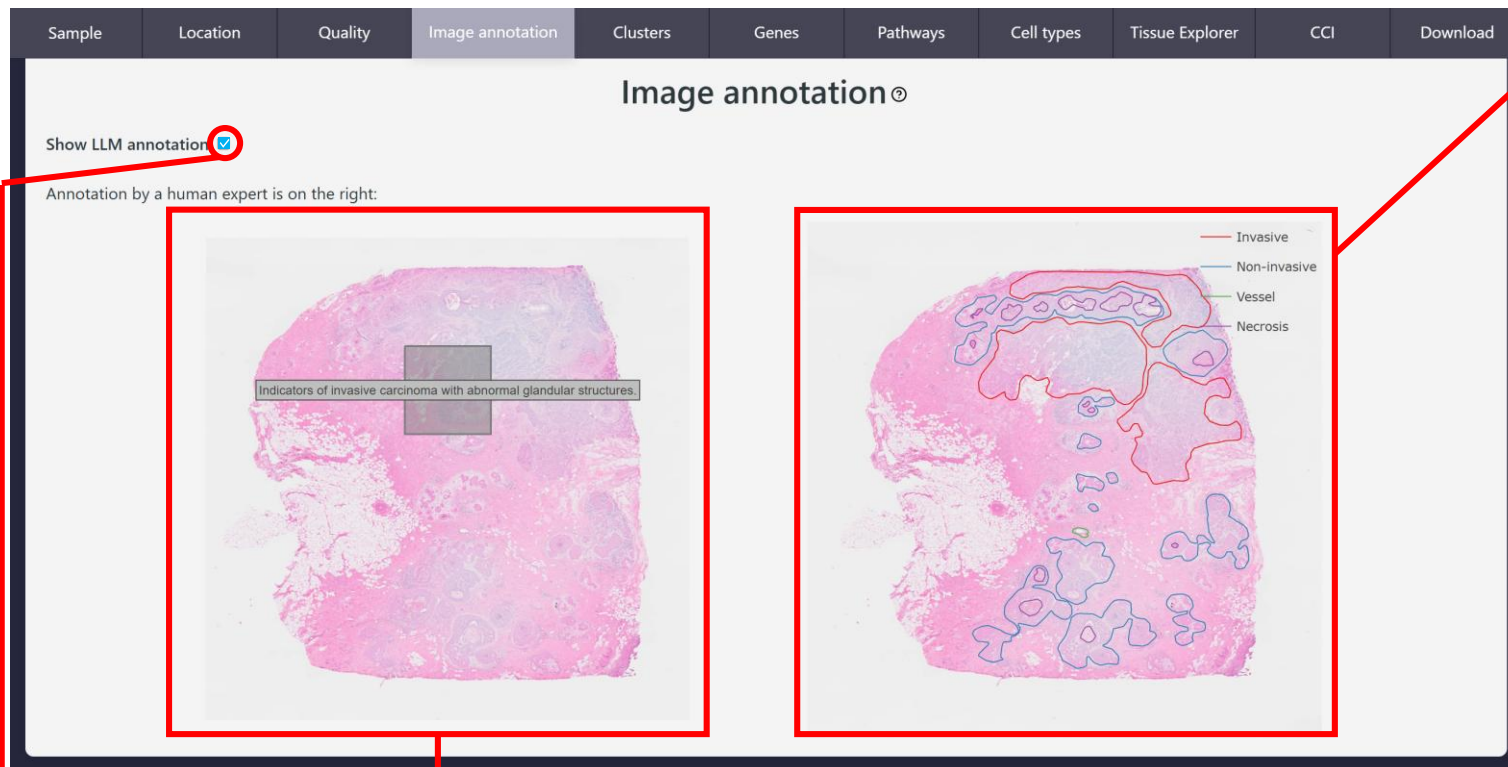 Sample Location Quality Image annotation Clusters Genes Pathways Cell types Tissue Explorer CCI Download
Image annotation
Show LLM annotation
Annotation by a human expert is on the right:
Indicators of invasive carcinoma with abnormal glandular structures.
Invasive
Non-invasive
Vessel
Necrosis